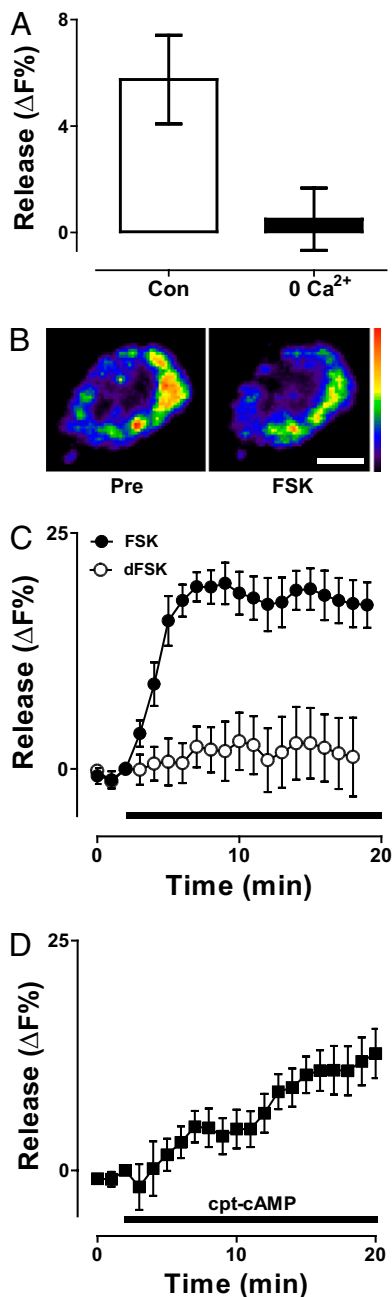 A
Release (ΔF%)
8
4
0
Con
0 Ca²⁺
B
Pre
FSK
C
Release (ΔF%)
25
0
FSK
dFSK
0
10
20
Time (min)
D
Release (ΔF%)
25
0
cpt-cAMP
0
10
20
Time (min)